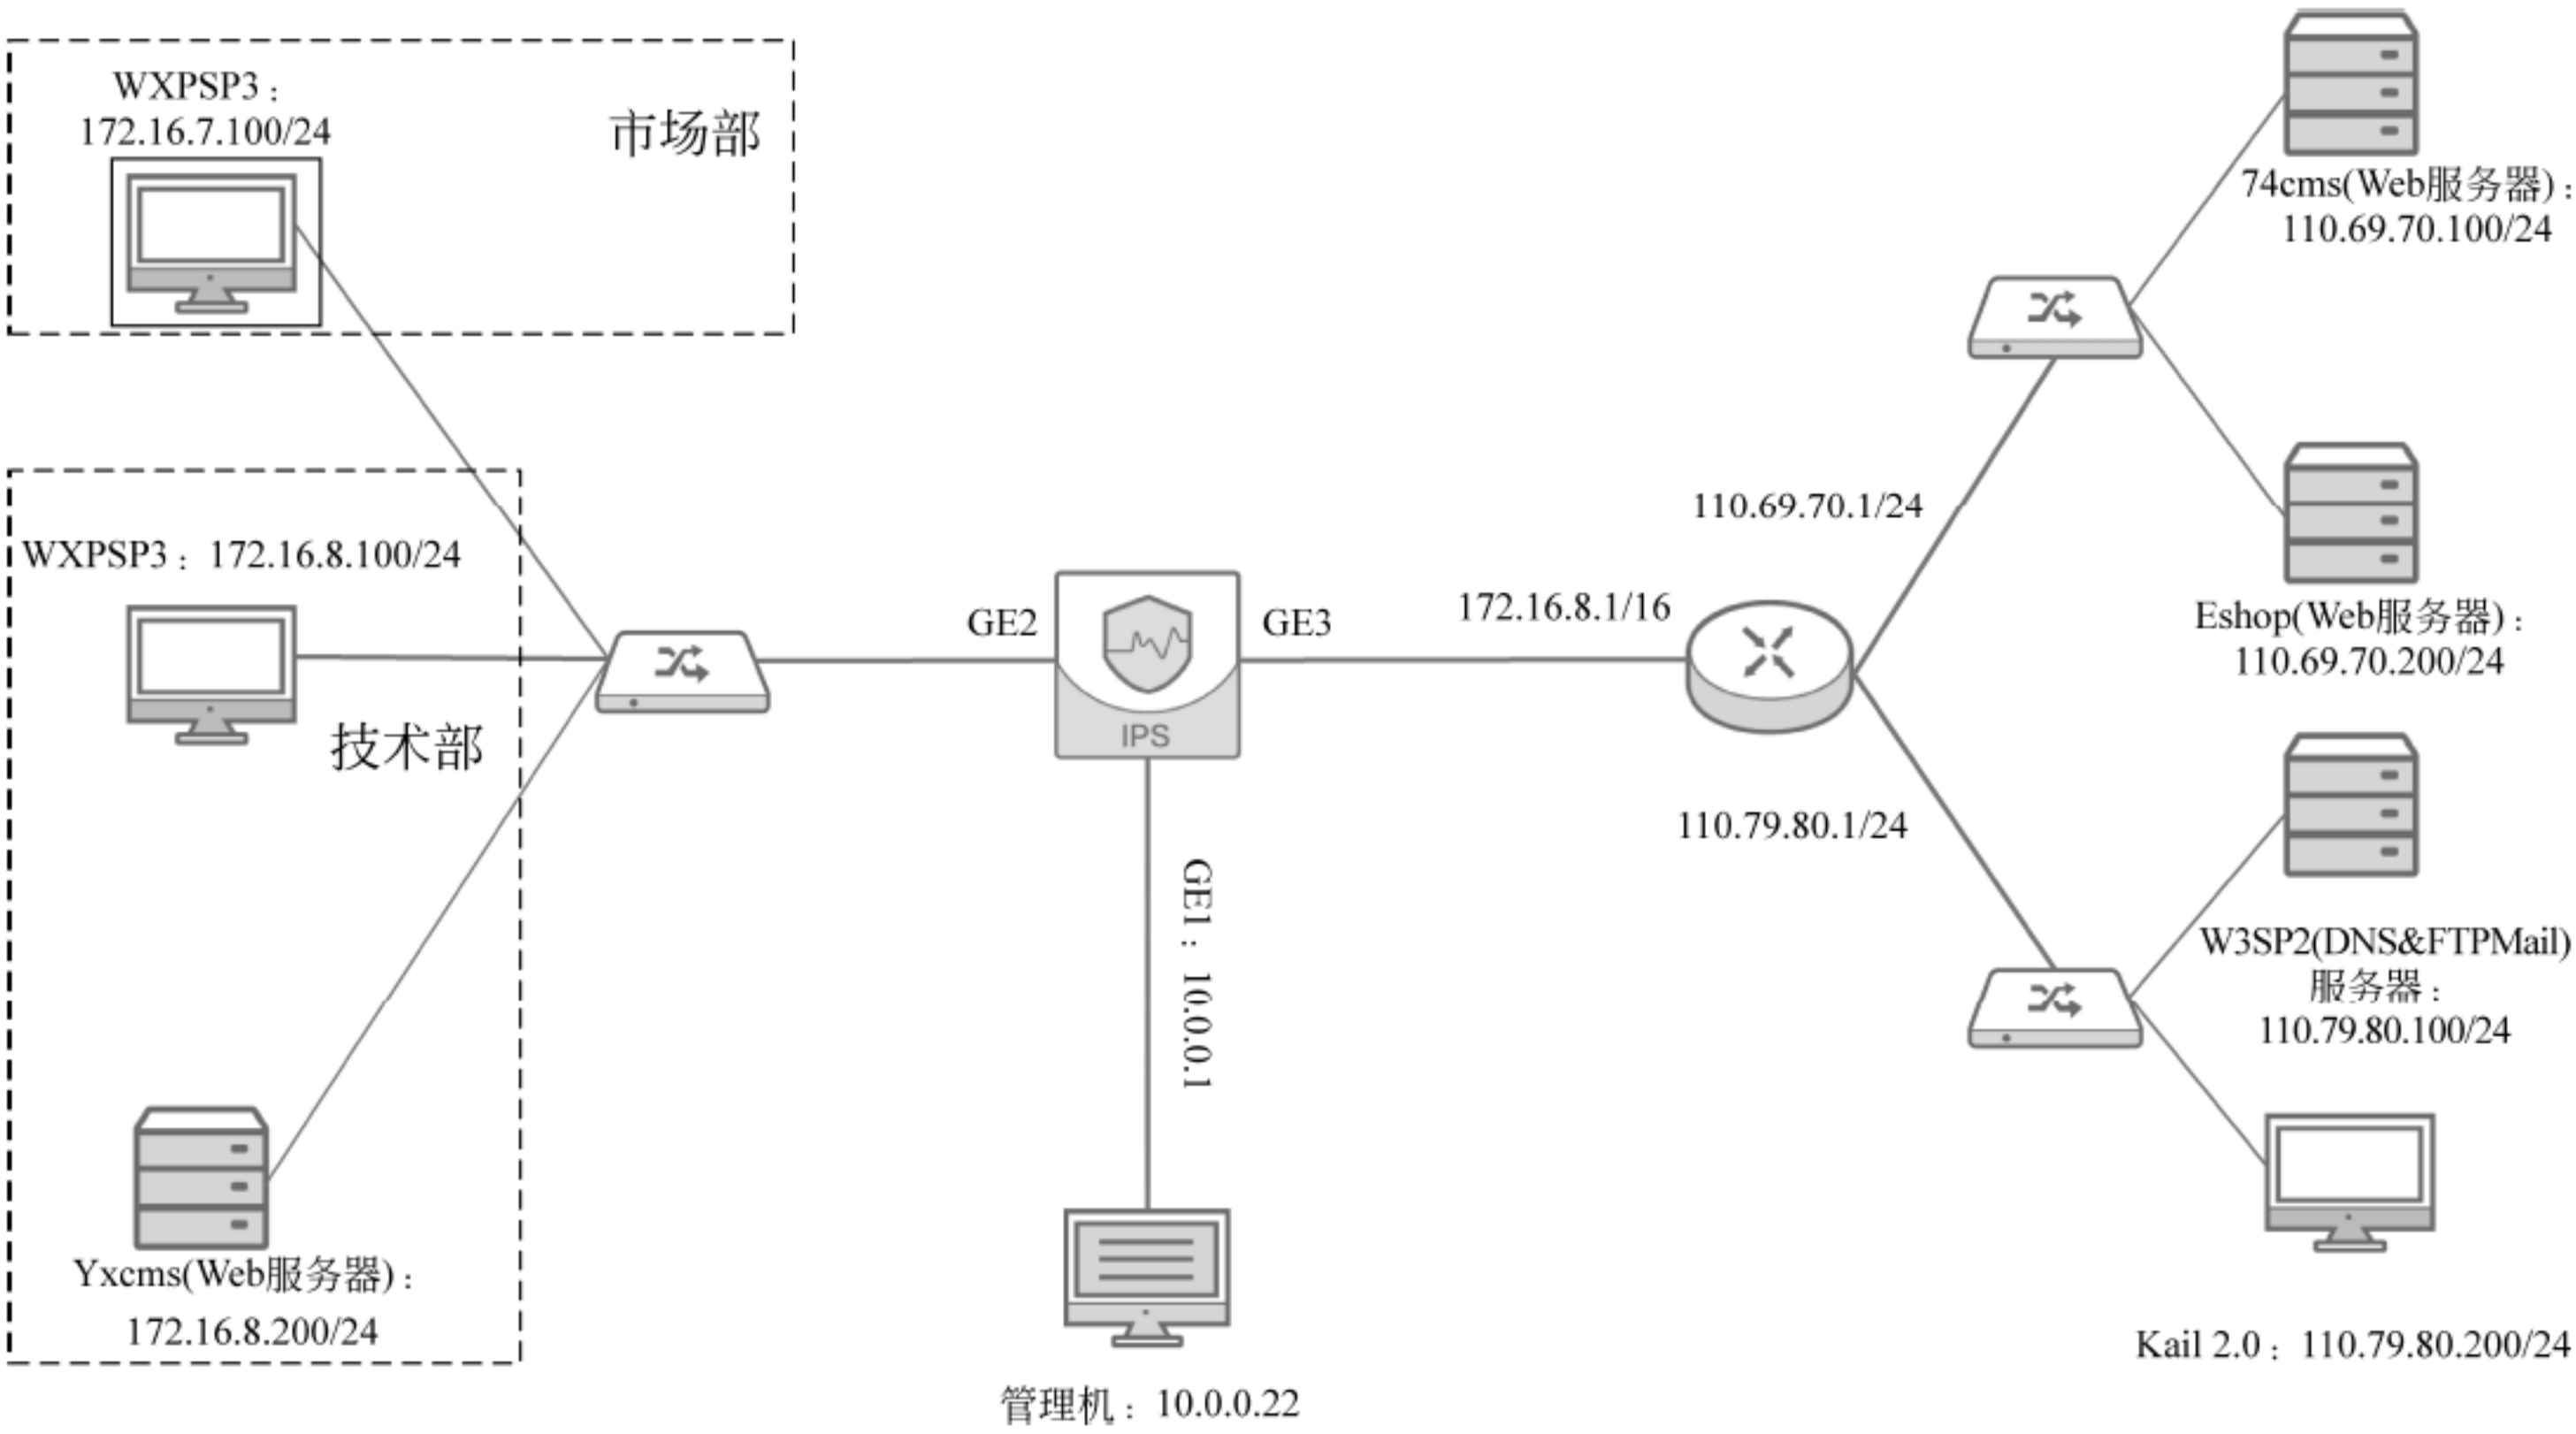 WXPSP3：
172.16.7.100/24
市场部
WXPSP3：172.16.8.100/24
技术部
Yxcms(Web服务器)：
172.16.8.200/24
GE2
IPS
GE3
GE1：10.0.0.1
管理机：10.0.0.22
172.16.8.1/16
110.69.70.1/24
110.79.80.1/24
74cms(Web服务器)：
110.69.70.100/24
Eshop(Web服务器)：
110.69.70.200/24
W3SP2(DNS&FTPMail)
服务器：
110.79.80.100/24
Kail 2.0：110.79.80.200/24